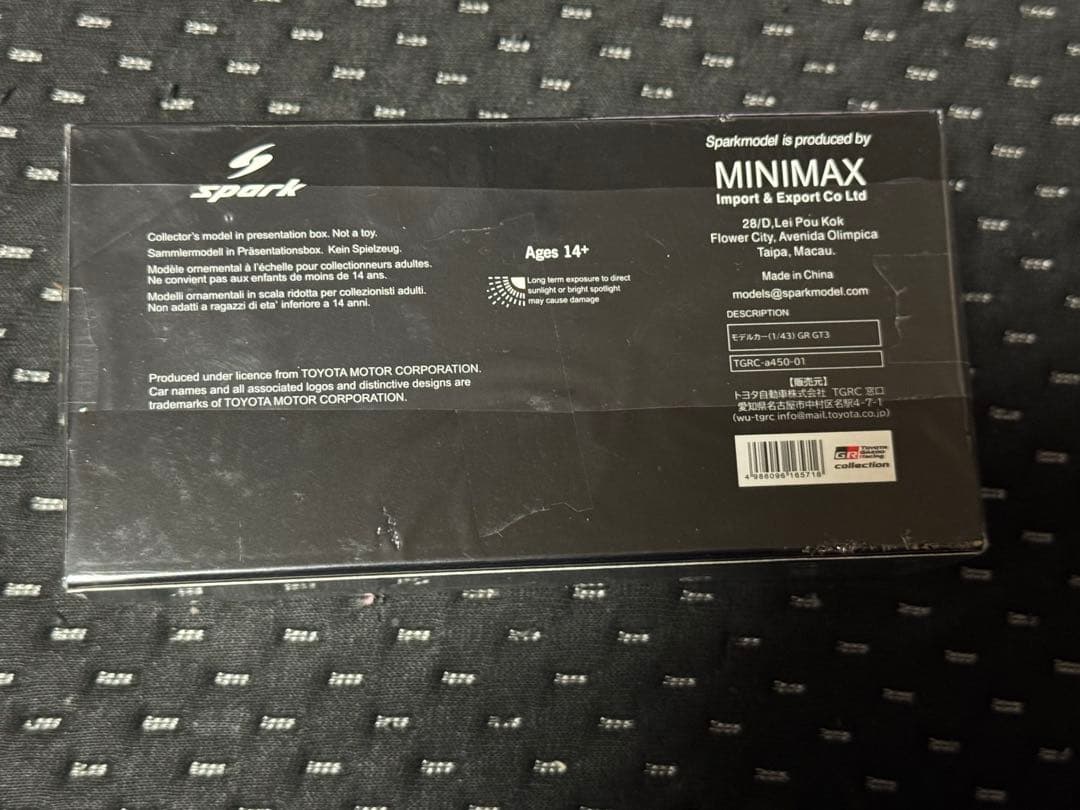 spark
Collector's model in presentation box. Not a toy.
Sammlermodell in Präsentationsbox. Kein Spielzeug.
Modèle ornemental à l'échelle pour collectionneurs adultes.
Ne convient pas aux enfants de moins de 14 ans.
Modelli ornamentali in scala ridotta per collezionisti adulti.
Non adatti a ragazzi di eta' inferiore a 14 anni.
Produced under licence from TOYOTA MOTOR CORPORATION.
Car names and all associated logos and distinctive designs are
trademarks of TOYOTA MOTOR CORPORATION.
Ages 14+
Long term exposure to direct
sunlight or bright spotlight
may cause damage
Sparkmodel is produced by
MINIMAX
Import & Export Co Ltd
28/D,Lei Pou Kok
Flower City, Avenida Olimpica
Taipa, Macau.
Made in China
models@sparkmodel.com
DESCRIPTION
モデルカー(1/43) GR GT3
TGRC-a450-01
【販売元】
トヨタ自動車株式会社 TGRC 窓口
愛知県名古屋市中村区名駅4-7-1
(wu-tgrc info@mail.toyota.co.jp)
4 986096 165718
GR TOYOTA GAZOO Racing
collection